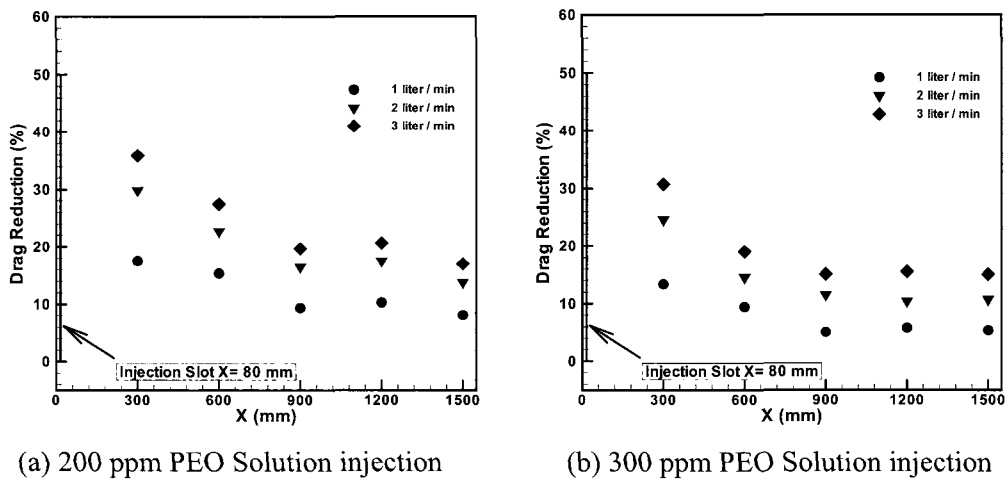 60
50
40
30
20
10
0
Drag Reduction (%)
1 liter / min
2 liter / min
3 liter / min
Injection Slot X= 80 mm
0 300 600 900 1200 1500
X (mm)
(a) 200 ppm PEO Solution injection
60
50
40
30
20
10
0
Drag Reduction (%)
1 liter / min
2 liter / min
3 liter / min
Injection Slot X= 80 mm
0 300 600 900 1200 1500
X (mm)
(b) 300 ppm PEO Solution injection